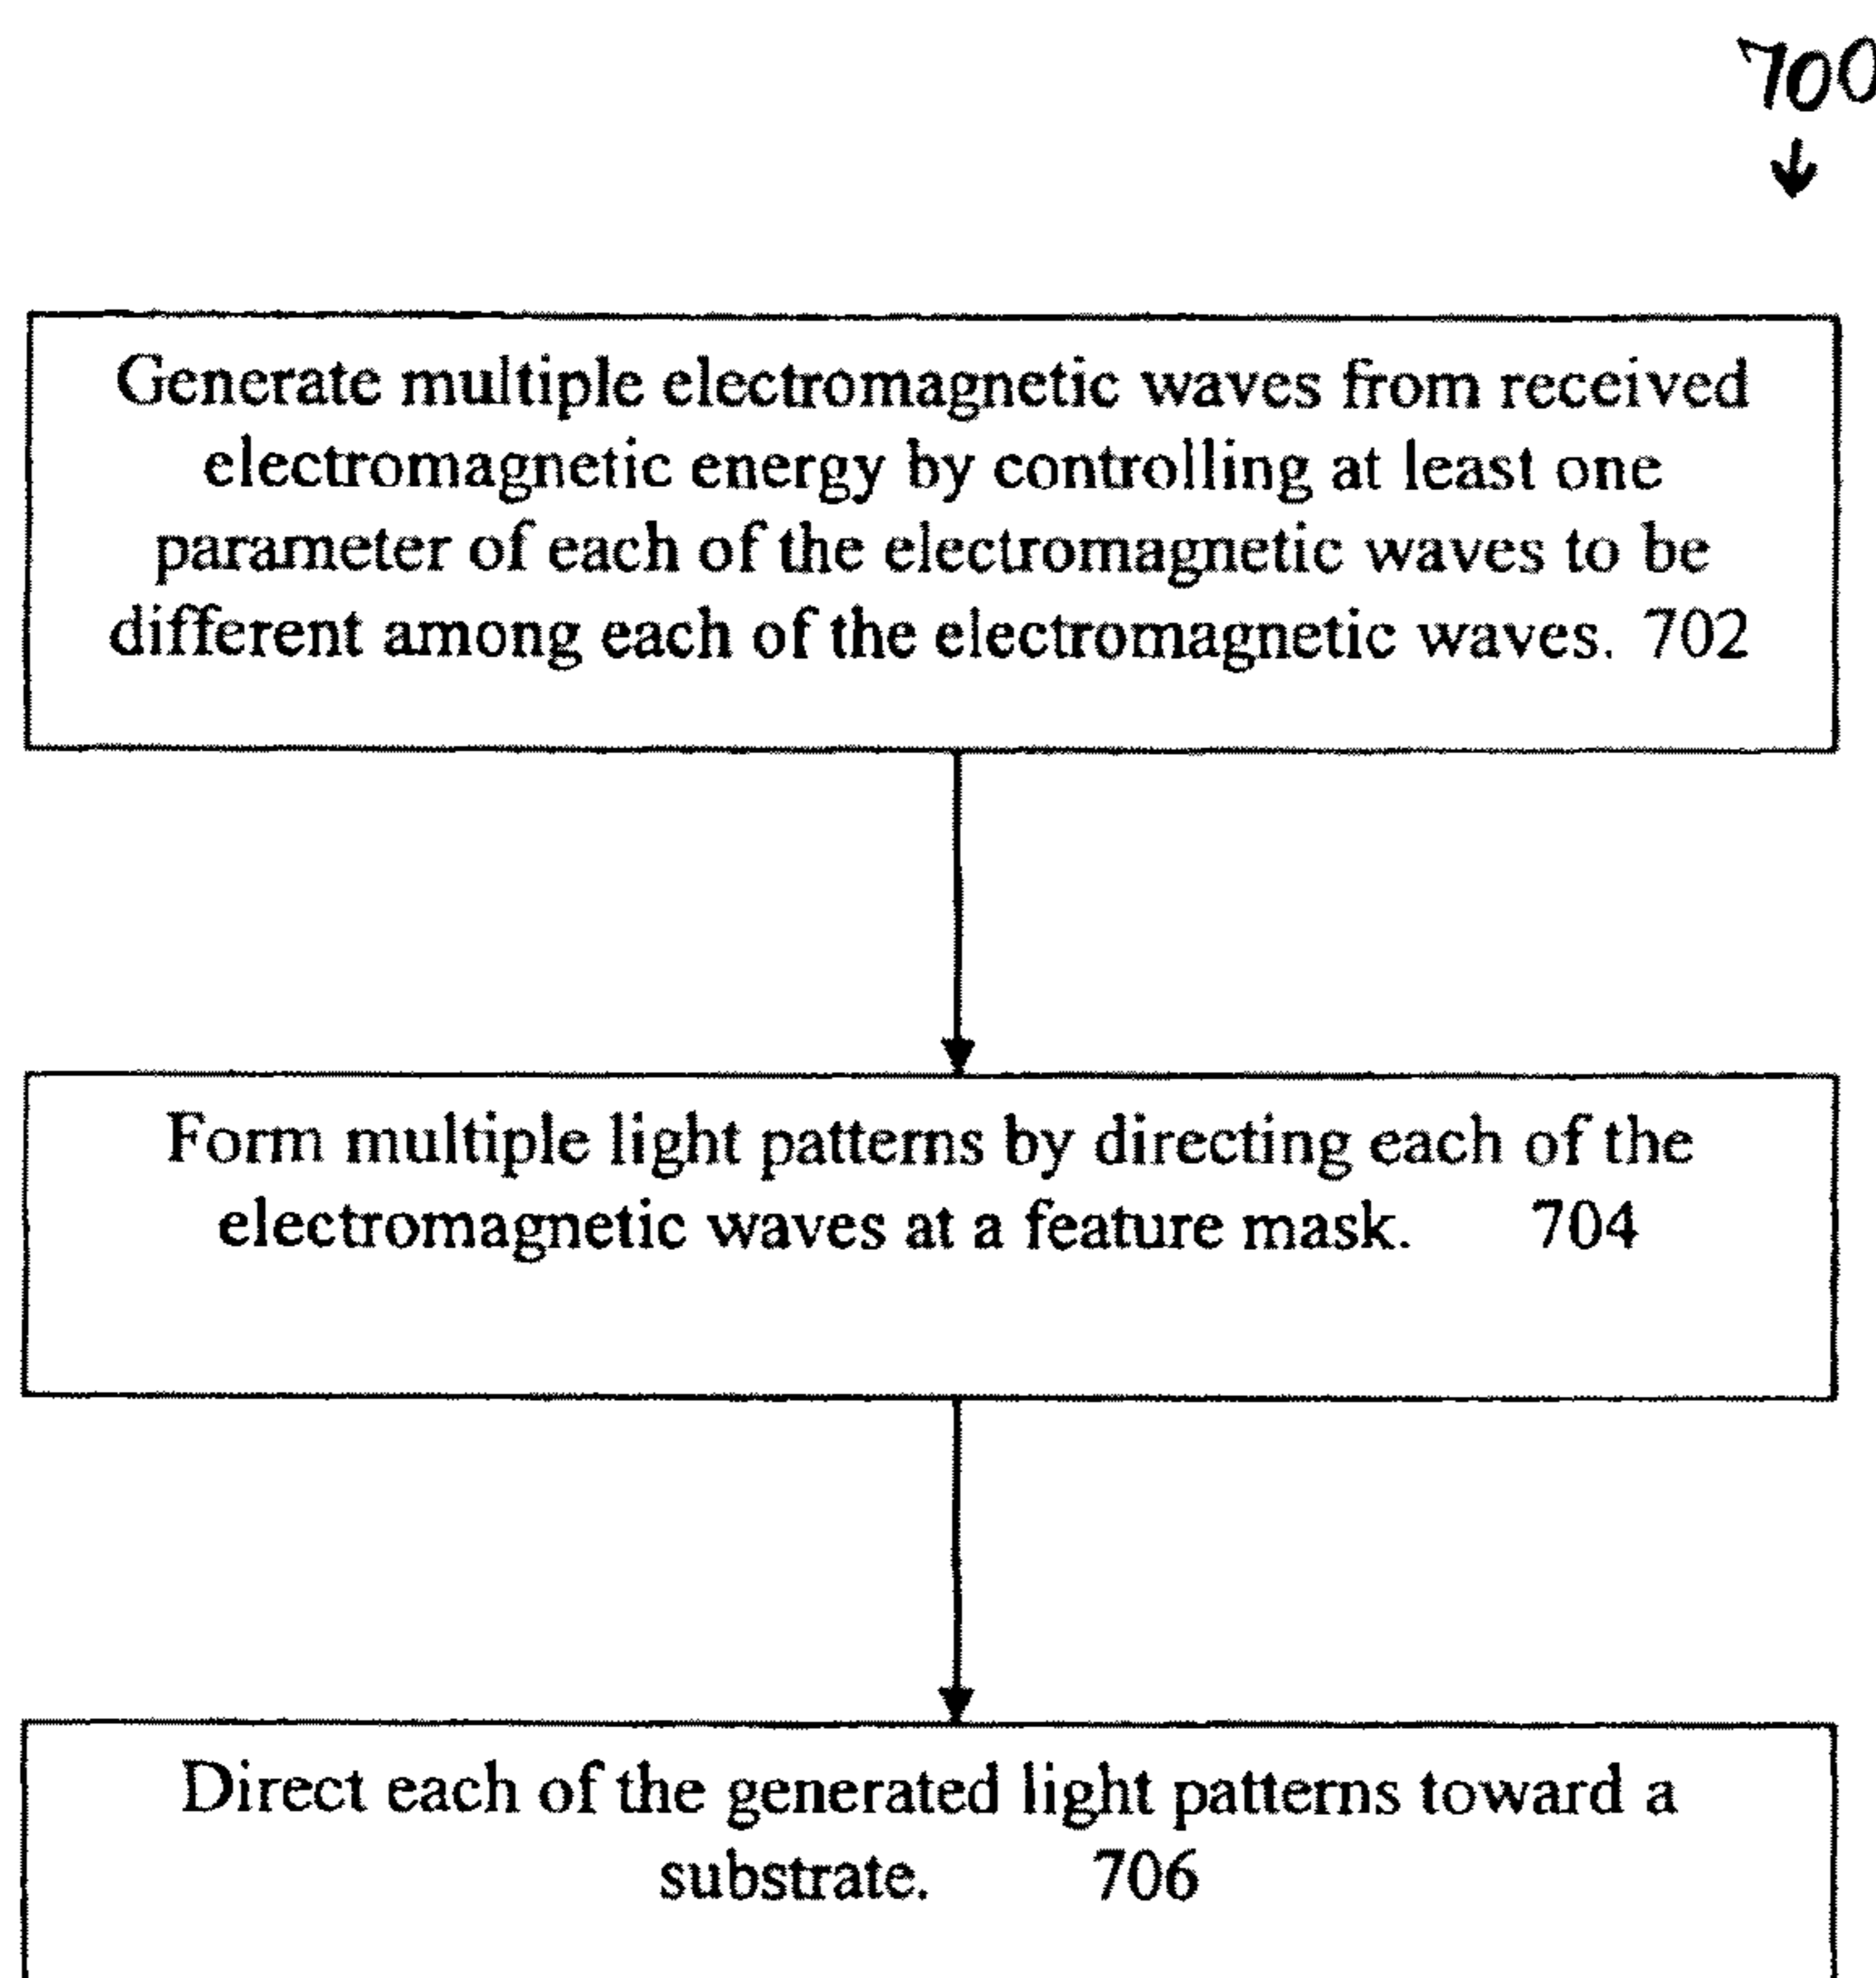 700
Generate multiple electromagnetic waves from received
electromagnetic energy by controlling at least one
parameter of each of the electromagnetic waves to be
different among each of the electromagnetic waves. 702
Form multiple light patterns by directing each of the
electromagnetic waves at a feature mask. 704
Direct each of the generated light patterns toward a
substrate. 706